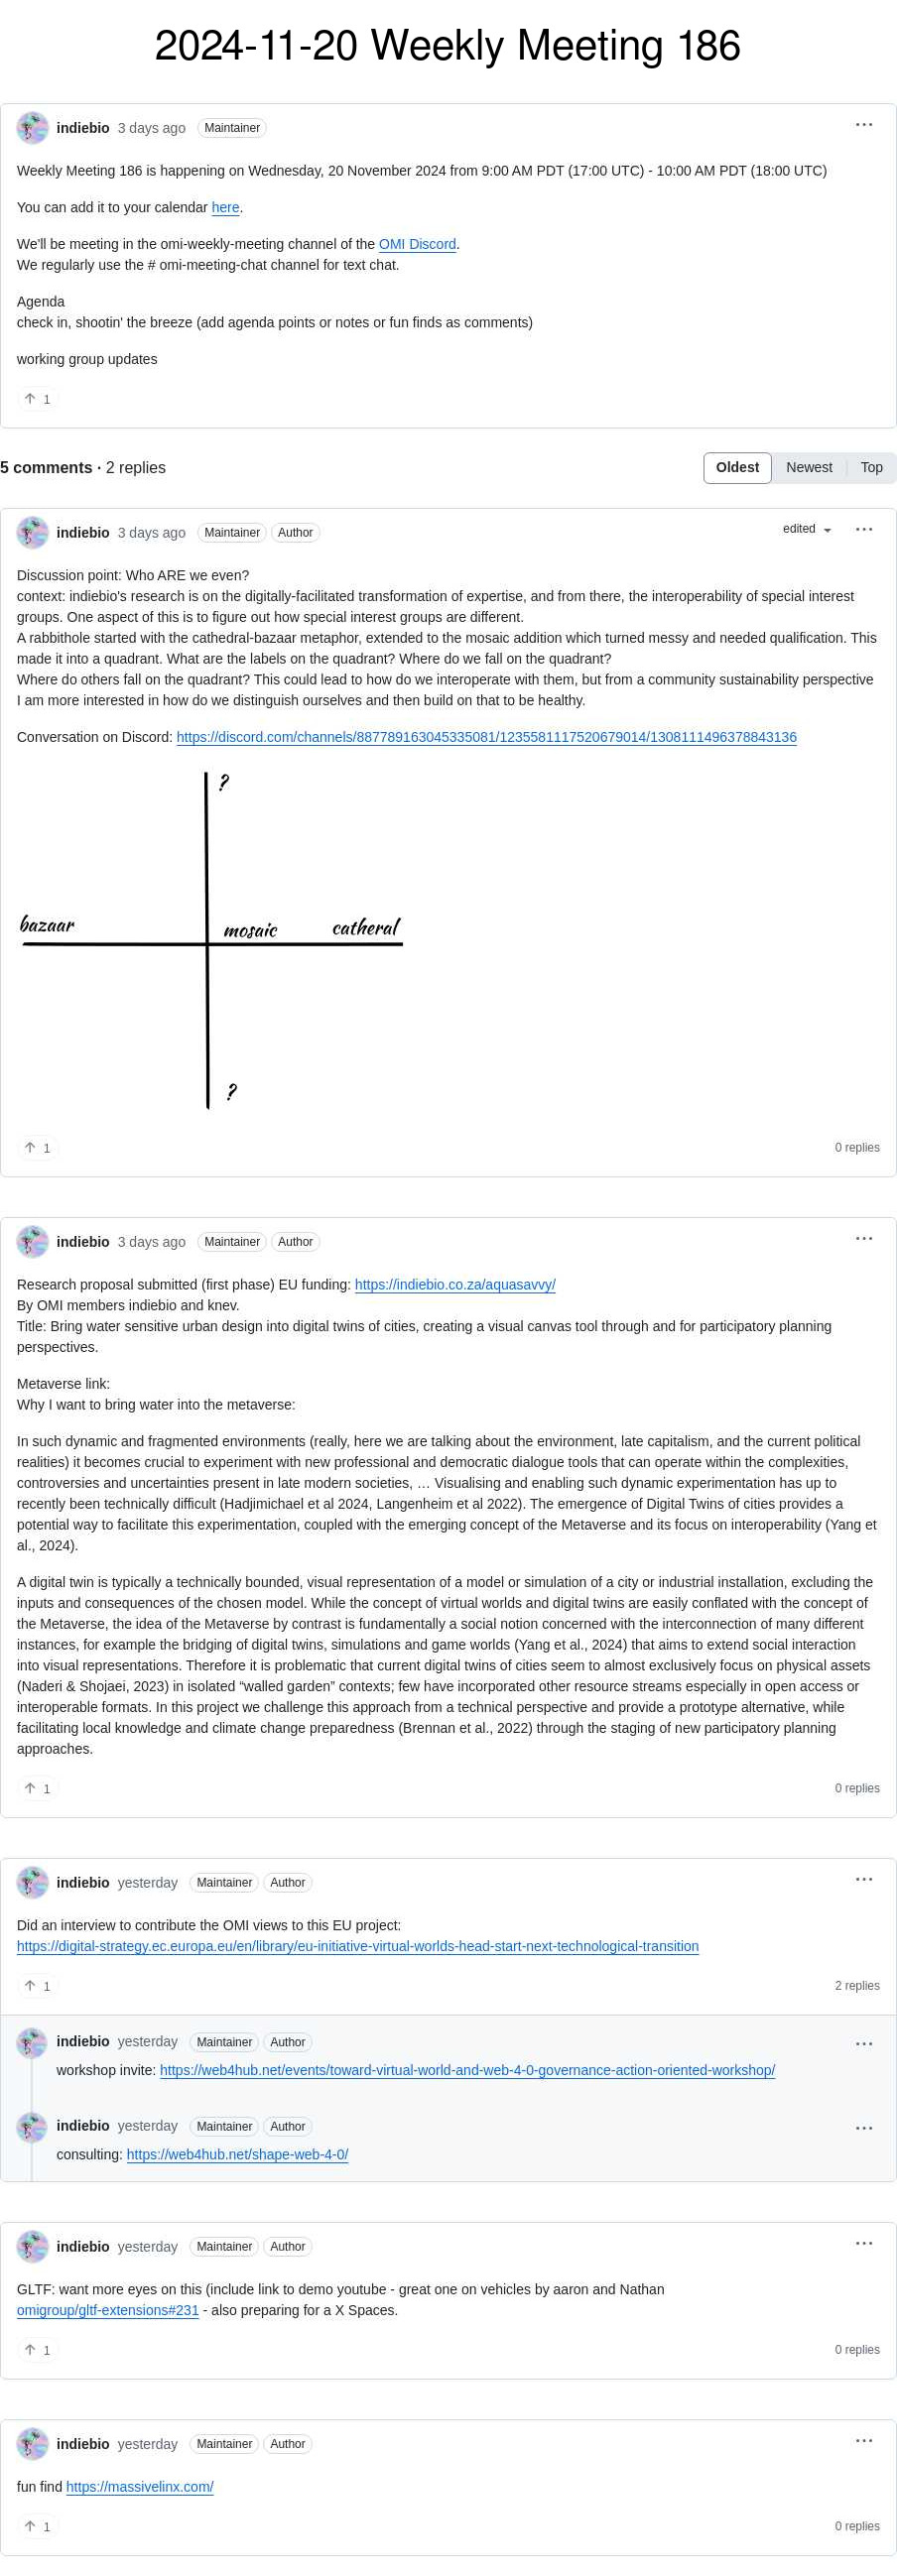 2024-11-20 Weekly Meeting 186
indiebio 3 days ago Maintainer
Weekly Meeting 186 is happening on Wednesday, 20 November 2024 from 9:00 AM PDT (17:00 UTC) - 10:00 AM PDT (18:00 UTC)
You can add it to your calendar here.
We'll be meeting in the omi-weekly-meeting channel of the OMI Discord.
We regularly use the # omi-meeting-chat channel for text chat.
Agenda
check in, shootin' the breeze (add agenda points or notes or fun finds as comments)
working group updates
↑ 1
5 comments · 2 replies Oldest Newest Top
indiebio 3 days ago Maintainer Author edited
Discussion point: Who ARE we even?
context: indiebio's research is on the digitally-facilitated transformation of expertise, and from there, the interoperability of special interest
groups. One aspect of this is to figure out how special interest groups are different.
A rabbithole started with the cathedral-bazaar metaphor, extended to the mosaic addition which turned messy and needed qualification. This
made it into a quadrant. What are the labels on the quadrant? Where do we fall on the quadrant?
Where do others fall on the quadrant? This could lead to how do we interoperate with them, but from a community sustainability perspective
I am more interested in how do we distinguish ourselves and then build on that to be healthy.
Conversation on Discord: https://discord.com/channels/887789163045335081/1235581117520679014/1308111496378843136
?
bazaar mosaic catheral
?
↑ 1 0 replies
indiebio 3 days ago Maintainer Author
Research proposal submitted (first phase) EU funding: https://indiebio.co.za/aquasavvy/
By OMI members indiebio and knev.
Title: Bring water sensitive urban design into digital twins of cities, creating a visual canvas tool through and for participatory planning
perspectives.
Metaverse link:
Why I want to bring water into the metaverse:
In such dynamic and fragmented environments (really, here we are talking about the environment, late capitalism, and the current political
realities) it becomes crucial to experiment with new professional and democratic dialogue tools that can operate within the complexities,
controversies and uncertainties present in late modern societies, … Visualising and enabling such dynamic experimentation has up to
recently been technically difficult (Hadjimichael et al 2024, Langenheim et al 2022). The emergence of Digital Twins of cities provides a
potential way to facilitate this experimentation, coupled with the emerging concept of the Metaverse and its focus on interoperability (Yang et
al., 2024).
A digital twin is typically a technically bounded, visual representation of a model or simulation of a city or industrial installation, excluding the
inputs and consequences of the chosen model. While the concept of virtual worlds and digital twins are easily conflated with the concept of
the Metaverse, the idea of the Metaverse by contrast is fundamentally a social notion concerned with the interconnection of many different
instances, for example the bridging of digital twins, simulations and game worlds (Yang et al., 2024) that aims to extend social interaction
into visual representations. Therefore it is problematic that current digital twins of cities seem to almost exclusively focus on physical assets
(Naderi & Shojaei, 2023) in isolated “walled garden” contexts; few have incorporated other resource streams especially in open access or
interoperable formats. In this project we challenge this approach from a technical perspective and provide a prototype alternative, while
facilitating local knowledge and climate change preparedness (Brennan et al., 2022) through the staging of new participatory planning
approaches.
↑ 1 0 replies
indiebio yesterday Maintainer Author
Did an interview to contribute the OMI views to this EU project:
https://digital-strategy.ec.europa.eu/en/library/eu-initiative-virtual-worlds-head-start-next-technological-transition
↑ 1 2 replies
indiebio yesterday Maintainer Author
workshop invite: https://web4hub.net/events/toward-virtual-world-and-web-4-0-governance-action-oriented-workshop/
indiebio yesterday Maintainer Author
consulting: https://web4hub.net/shape-web-4-0/
indiebio yesterday Maintainer Author
GLTF: want more eyes on this (include link to demo youtube - great one on vehicles by aaron and Nathan
omigroup/gltf-extensions#231 - also preparing for a X Spaces.
↑ 1 0 replies
indiebio yesterday Maintainer Author
fun find https://massivelinx.com/
↑ 1 0 replies